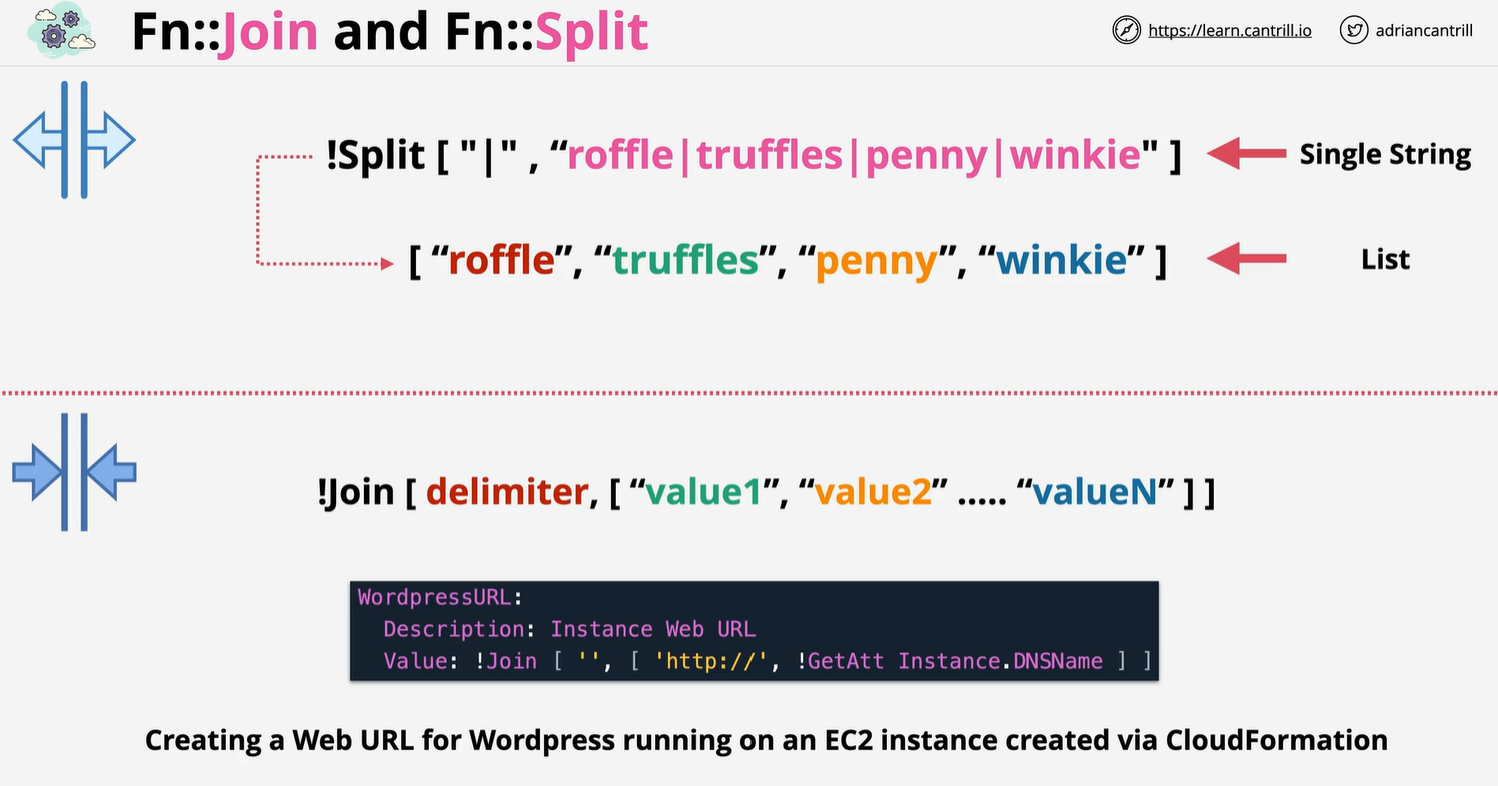 Fn::Join and Fn::Split
https://learn.cantrill.io
adriancantrill
!Split [ "|" , “roffle|truffles|penny|winkie" ]
Single String
[ “roffle”, “truffles”, “penny”, “winkie” ]
List
!Join [ delimiter, [ “value1”, “value2” ..... “valueN” ] ]
WordpressURL:
Description: Instance Web URL
Value: !Join [ '', [ 'http://', !GetAtt Instance.DNSName ] ]
Creating a Web URL for Wordpress running on an EC2 instance created via CloudFormation